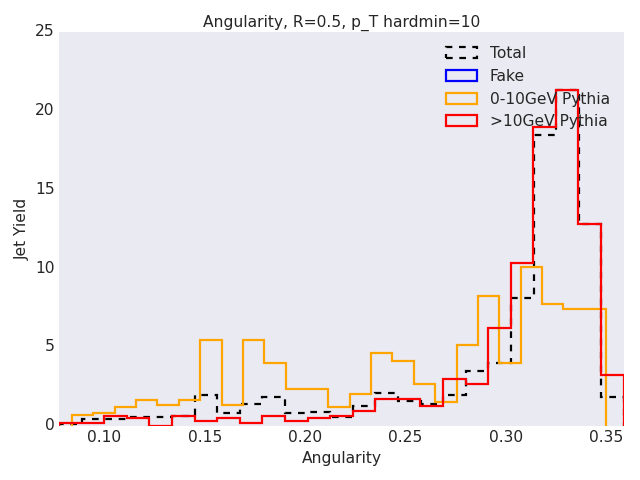 Angularity, R=0.5, p_T hardmin=10
25
20
15
10
5
0
Jet Yield
Total
Fake
0-10GeV Pythia
>10GeV Pythia
0.10 0.15 0.20 0.25 0.30 0.35
Angularity